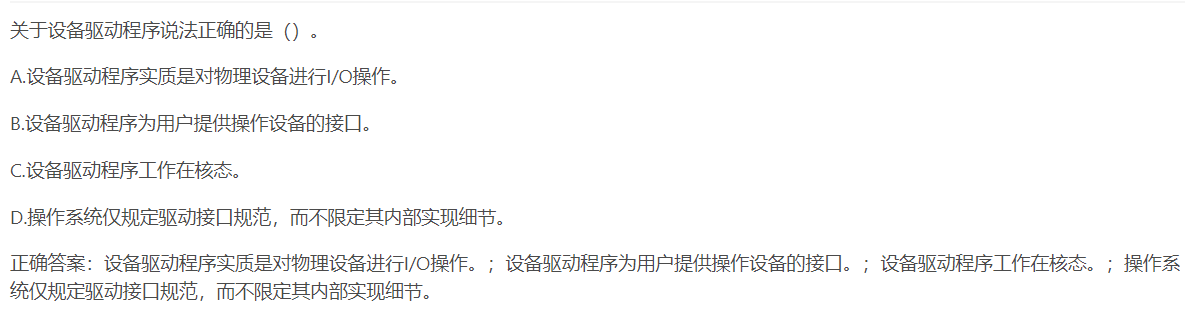 关于设备驱动程序说法正确的是（）。
A.设备驱动程序实质是对物理设备进行I/O操作。
B.设备驱动程序为用户提供操作设备的接口。
C.设备驱动程序工作在核态。
D.操作系统仅规定驱动接口规范，而不限定其内部实现细节。
正确答案：设备驱动程序实质是对物理设备进行I/O操作。；设备驱动程序为用户提供操作设备的接口。；设备驱动程序工作在核态。；操作系
统仅规定驱动接口规范，而不限定其内部实现细节。